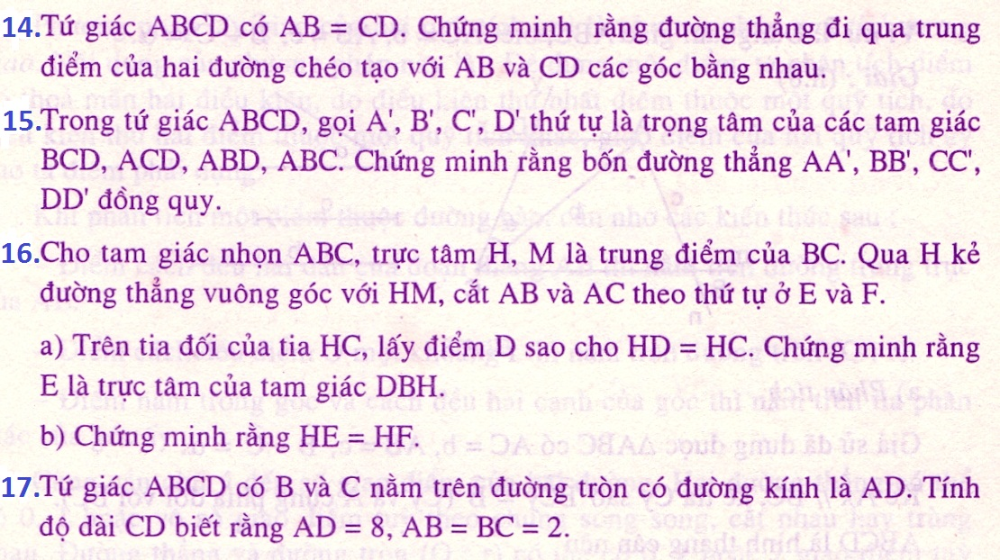 14.Tứ giác ABCD có AB = CD. Chứng minh rằng đường thẳng đi qua trung
điểm của hai đường chéo tạo với AB và CD các góc bằng nhau.
15.Trong tứ giác ABCD, gọi A', B', C', D' thứ tự là trọng tâm của các tam giác
BCD, ACD, ABD, ABC. Chứng minh rằng bốn đường thẳng AA', BB', CC',
DD' đồng quy.
16.Cho tam giác nhọn ABC, trực tâm H, M là trung điểm của BC. Qua H kẻ
đường thẳng vuông góc với HM, cắt AB và AC theo thứ tự ở E và F.
a) Trên tia đối của tia HC, lấy điểm D sao cho HD = HC. Chứng minh rằng
E là trực tâm của tam giác DBH.
b) Chứng minh rằng HE = HF.
17.Tứ giác ABCD có B và C nằm trên đường tròn có đường kính là AD. Tính
độ dài CD biết rằng AD = 8, AB = BC = 2.